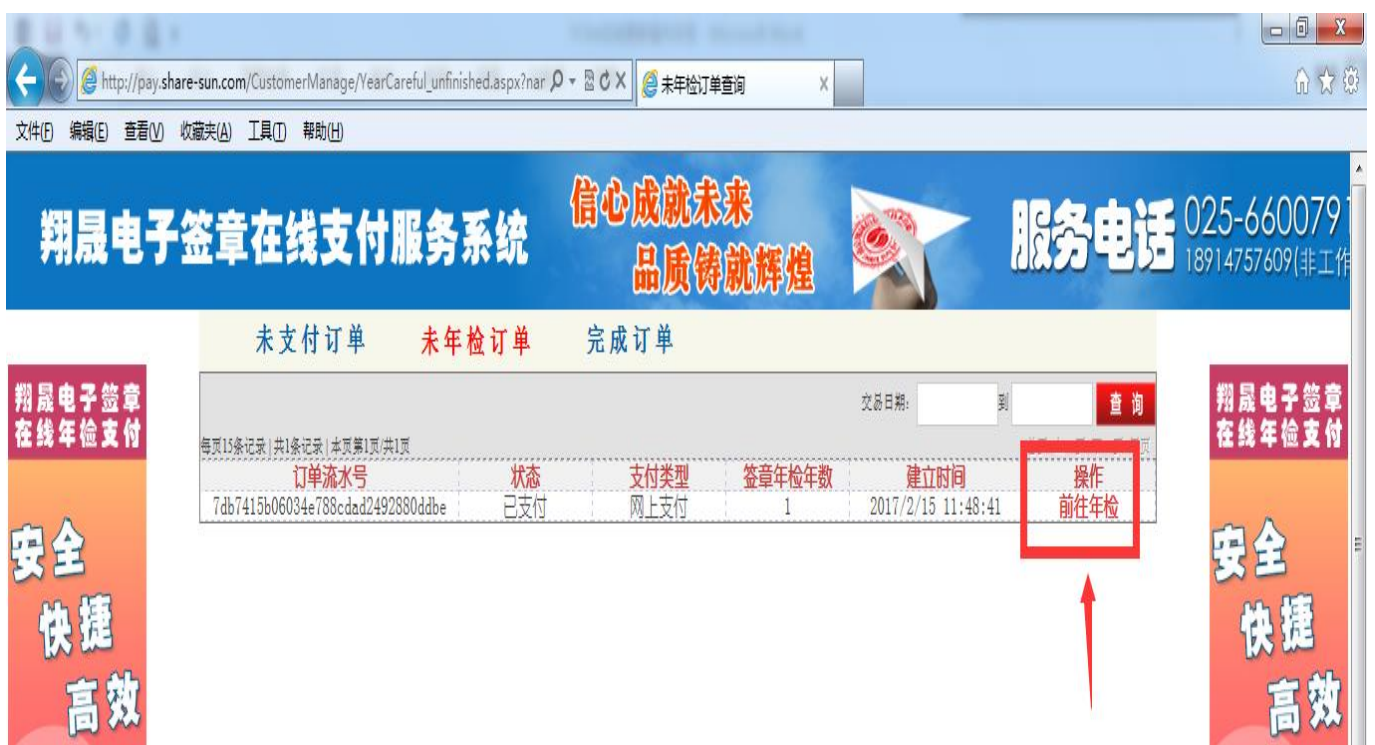 http://pay.share-sun.com/CustomerManage/YearCareful_unfinished.aspx?nar
未年检订单查询
文件(F) 编辑(E) 查看(V) 收藏夹(A) 工具(T) 帮助(H)
翔晟电子签章在线支付服务系统
信心成就未来
品质铸就辉煌
服务电话 025-6600791
18914757609(非工作
未支付订单 未年检订单 完成订单
交易日期: 到 查 询
每页15条记录|共1条记录|本页第1页/共1页
订单流水号 状态 支付类型 签章年检年数 建立时间 操作
7db7415b06034e788cdad2492880ddbe 已支付 网上支付 1 2017/2/15 11:48:41 前往年检
翔晟电子签章
在线年检支付
安全
快捷
高效
翔晟电子签章
在线年检支付
安全
快捷
高效